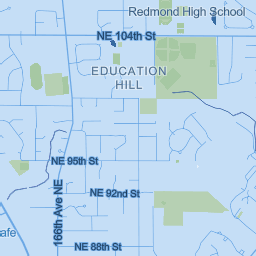 Redmond High School
NE 104th St
EDUCATION
HILL
NE 95th St
NE 92nd St
166th Ave NE
afe
NE 88th St